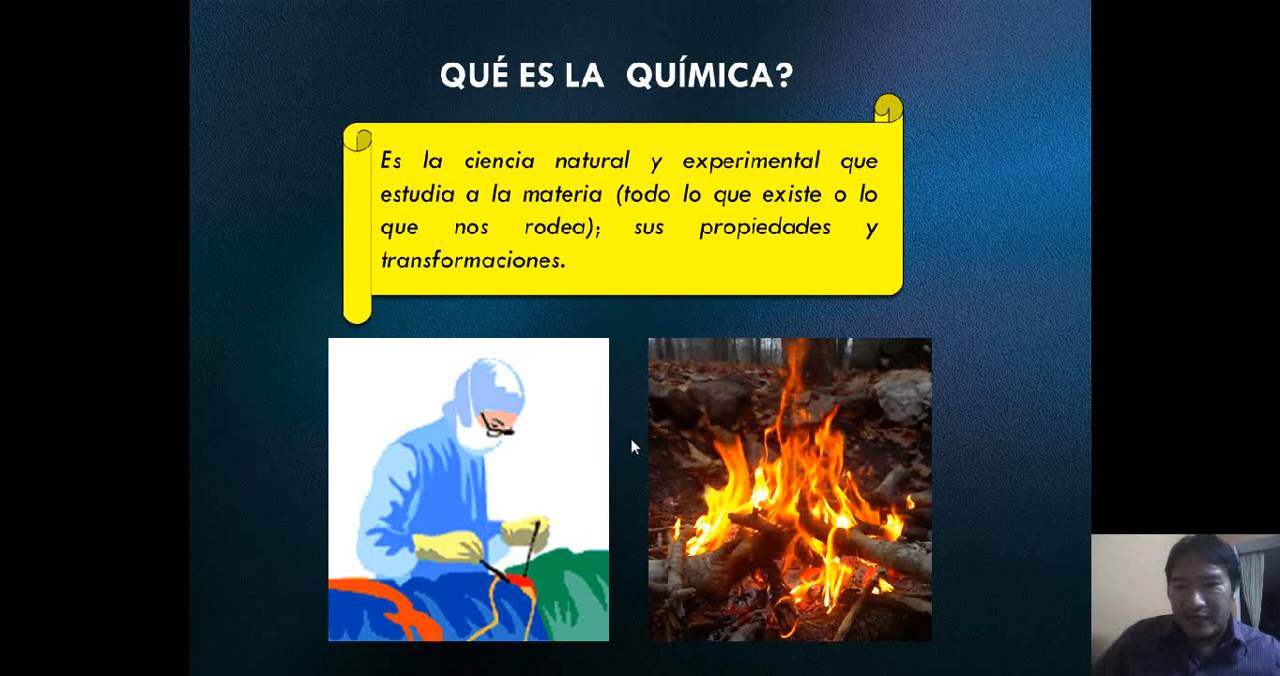 QUÉ ES LA QUÍMICA?
Es la ciencia natural y experimental que
estudia a la materia (todo lo que existe o lo
que nos rodea); sus propiedades y
transformaciones.